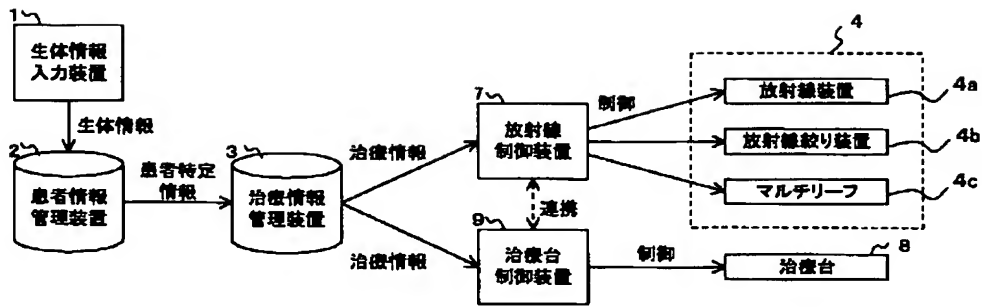 1
生体情報
入力装置
生体情報
2
患者情報
管理装置
患者特定
情報
3
治療情報
管理装置
治療情報
治療情報
7
放射線
制御装置
連携
9
治療台
制御装置
制御
制御
4
放射線装置
4a
放射線絞り装置
4b
マルチリーフ
4c
治療台
8